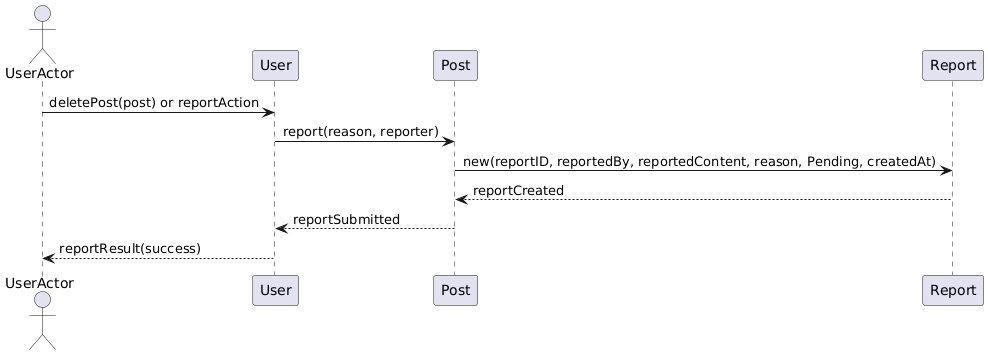 UserActor
User
Post
Report
deletePost(post) or reportAction
report(reason, reporter)
new(reportID, reportedBy, reportedContent, reason, Pending, createdAt)
reportCreated
reportSubmitted
reportResult(success)
UserActor
User
Post
Report